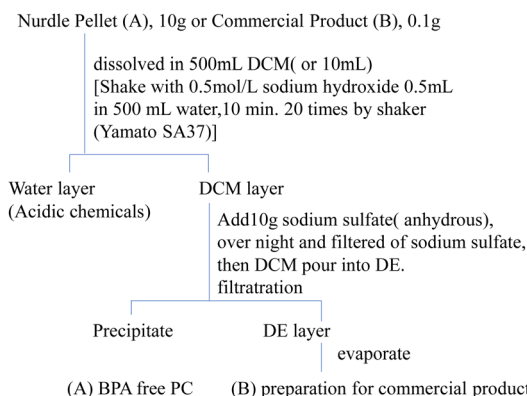 Nurdle Pellet (A), 10g or Commercial Product (B), 0.1g
dissolved in 500mL DCM( or 10mL)
[Shake with 0.5mol/L sodium hydroxide 0.5mL
in 500 mL water,10 min. 20 times by shaker
(Yamato SA37)]
Water layer
(Acidic chemicals)
DCM layer
Add10g sodium sulfate( anhydrous),
over night and filtered of sodium sulfate,
then DCM pour into DE.
filtratration
Precipitate
DE layer
evaporate
(A) BPA free PC
(B) preparation for commercial product